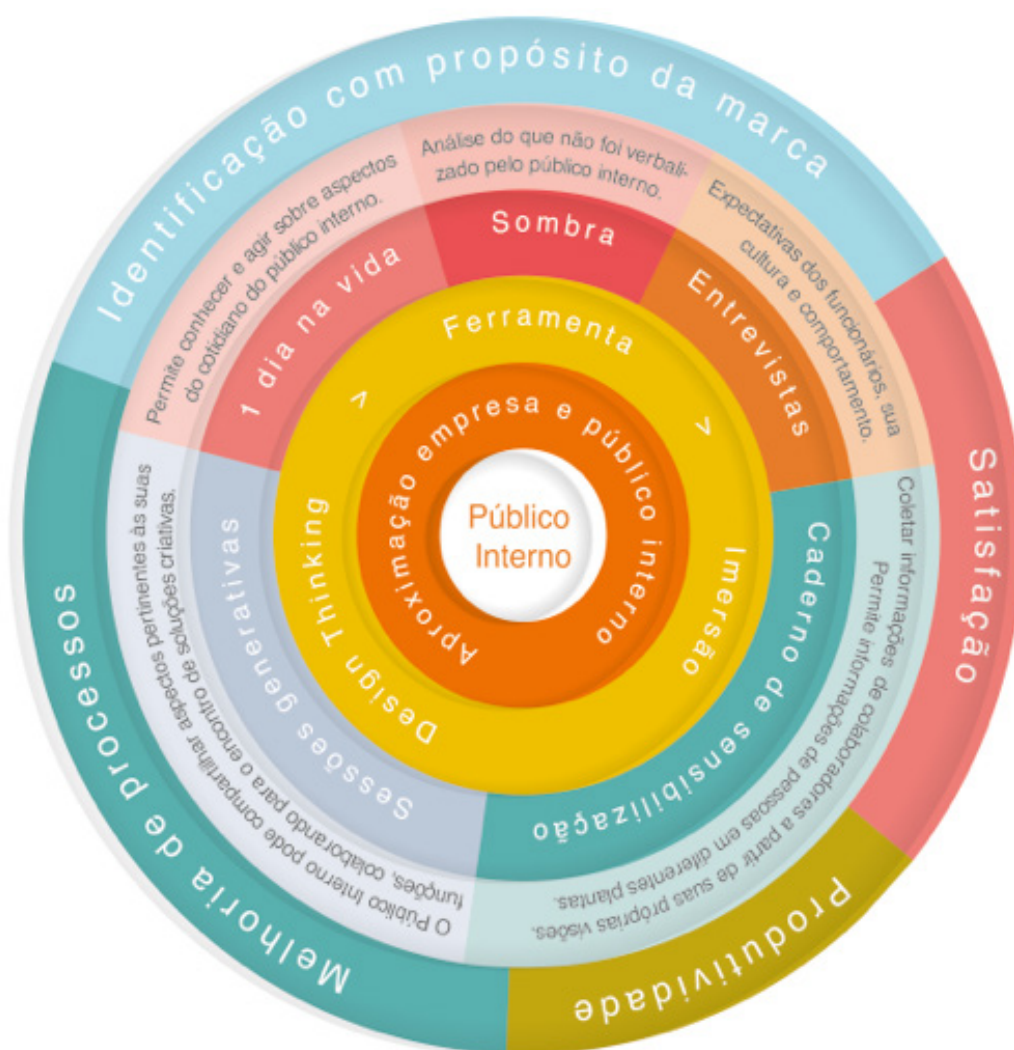 Identificação com propósito da marca
Satisfação
Produtividade
Melhoria de processos
Permite conhecer e agir sobre aspectos
do cotidiano do público interno.
Análise do que não foi verbali-
zado pelo público interno.
Expectativas dos funcionários, sua
cultura e comportamento.
Coletar informações de colaboradores a partir de suas próprias visões.
Permite informações de pessoas em diferentes plantas.
O Público Interno pode compartilhar aspectos pertinentes às suas
funções, colaborando para o encontro de soluções criativas.
1 dia na vida
Sombra
Entrevistas
Caderno de sensibilização
Sessões generativas
Design Thinking
>
Ferramenta
>
Imersão
Aproximação empresa e público interno
Público
Interno